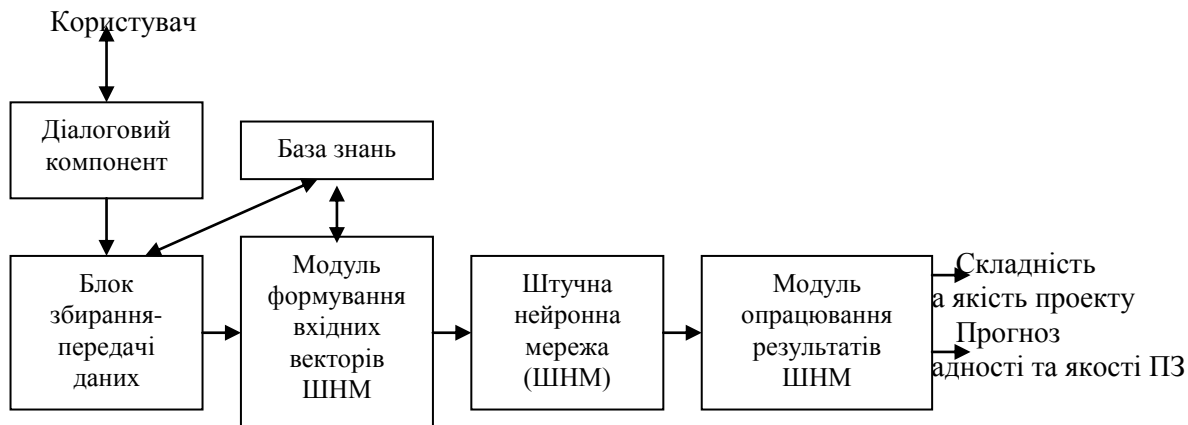 Користувач
Діалоговий
компонент
База знань
Блок
збирання-
передачі
даних
Модуль
формування
вхідних
векторів
ШНМ
Штучна
нейронна
мережа
(ШНМ)
Модуль
опрацювання
результатів
ШНМ
Складність
а якість проекту
Прогноз
адності та якості ПЗ